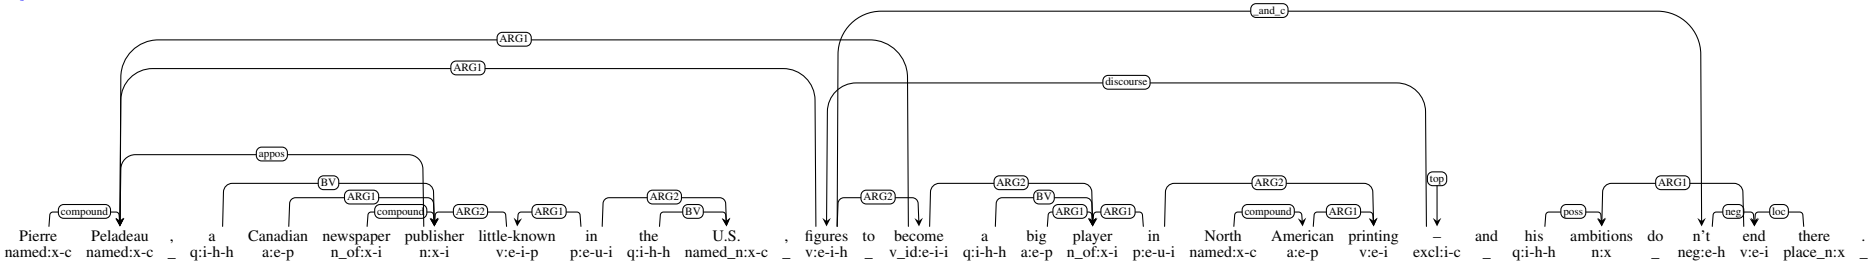 _and_c
ARG1
ARG1
discourse
appos
top
BV ARG2 BV ARG1
ARG1 ARG2 ARG2 ARG2
compound compound ARG2 ARG1 BV ARG1 ARG1 compound ARG1 poss neg loc
Pierre Peladeau , a Canadian newspaper publisher little-known in the U.S. , figures to become a big player in North American printing – and his ambitions do n't end there .
named:x-c named:x-c _ q:i-h-h a:e-p n_of:x-i n:x-i v:e-i-p p:e-u-i q:i-h-h named_n:x-c _ v:e-i-h _ v_id:e-i-i q:i-h-h a:e-p n_of:x-i p:e-u-i named:x-c a:e-p v:e-i excl:i-c _ q:i-h-h n:x _ neg:e-h v:e-i place_n:x _